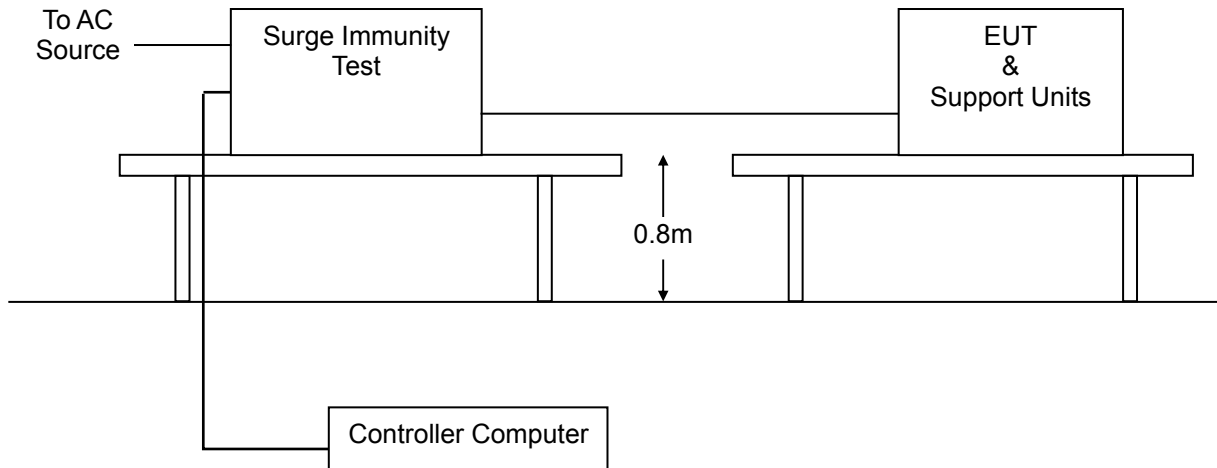 To AC
Source
Surge Immunity
Test
EUT
&
Support Units
0.8m
Controller Computer